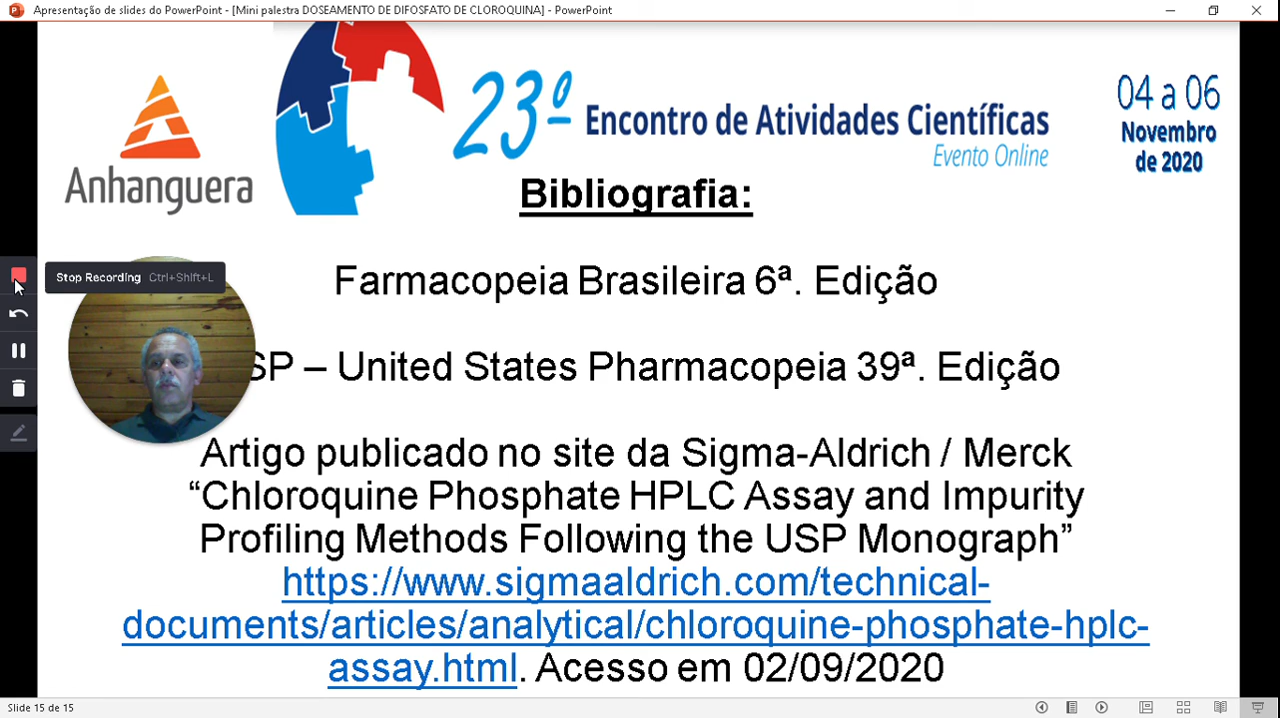 Apresentação de slides do PowerPoint - [Mini palestra DOSEAMENTO DE DIFOSFATO DE CLOROQUINA] - PowerPoint
Anhanguera
23º Encontro de Atividades Científicas
Evento Online
04 a 06
Novembro
de 2020
Bibliografia:
Stop Recording Ctrl+Shift+L
Farmacopeia Brasileira 6ª. Edição
SP – United States Pharmacopeia 39ª. Edição
Artigo publicado no site da Sigma-Aldrich / Merck
“Chloroquine Phosphate HPLC Assay and Impurity
Profiling Methods Following the USP Monograph”
https://www.sigmaaldrich.com/technical-
documents/articles/analytical/chloroquine-phosphate-hplc-
assay.html. Acesso em 02/09/2020
Slide 15 de 15